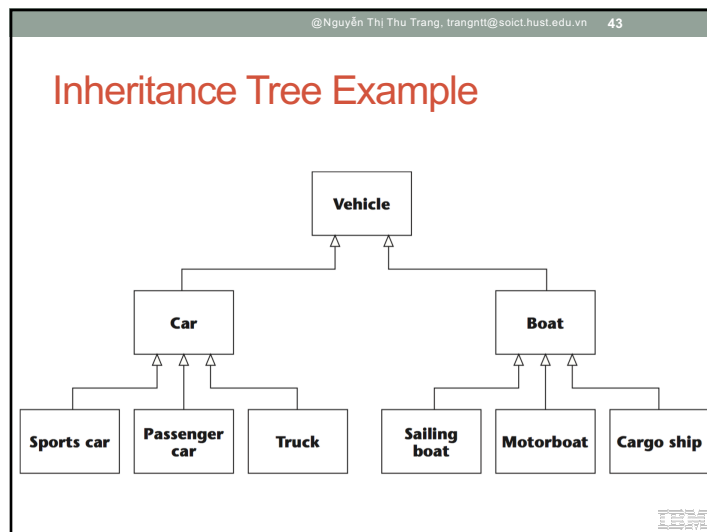 @Nguyễn Thị Thu Trang, trangntt@soict.hust.edu.vn 43
Inheritance Tree Example
Vehicle
Car
Boat
Sports car
Passenger
car
Truck
Sailing
boat
Motorboat
Cargo ship
IBM